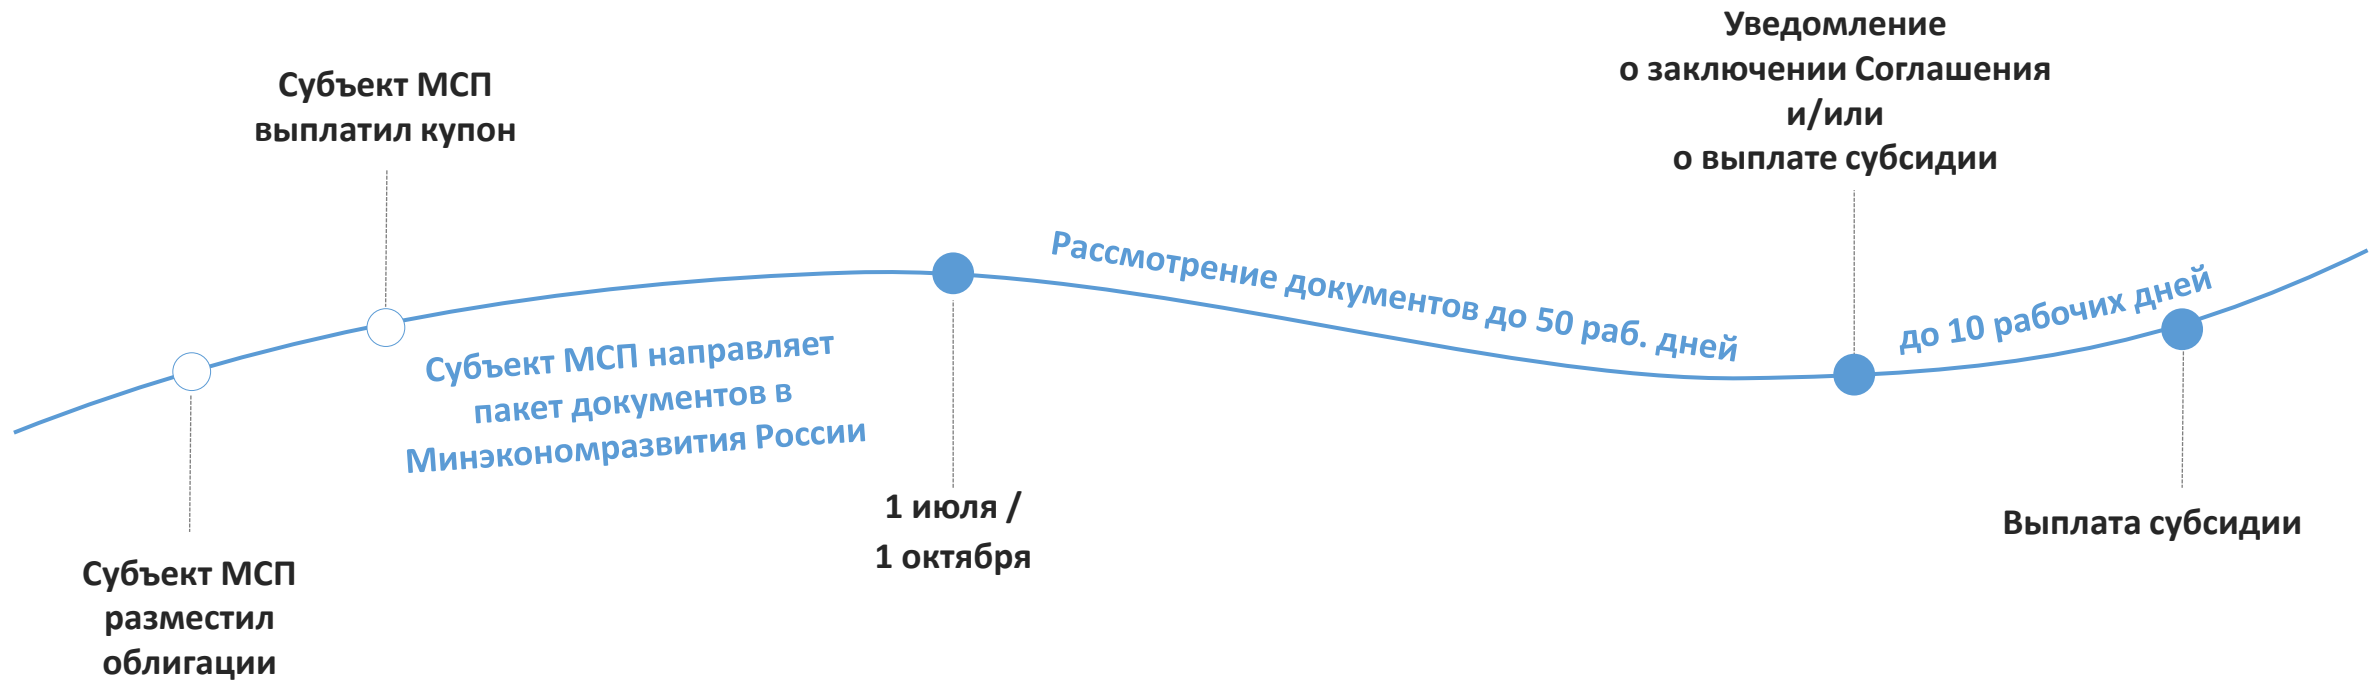 Субъект МСП
разместил
облигации
Субъект МСП
выплатил купон
Субъект МСП направляет
пакет документов в
Минэкономразвития России
1 июля /
1 октября
Рассмотрение документов до 50 раб. дней
Уведомление
о заключении Соглашения
и/или
о выплате субсидии
до 10 рабочих дней
Выплата субсидии